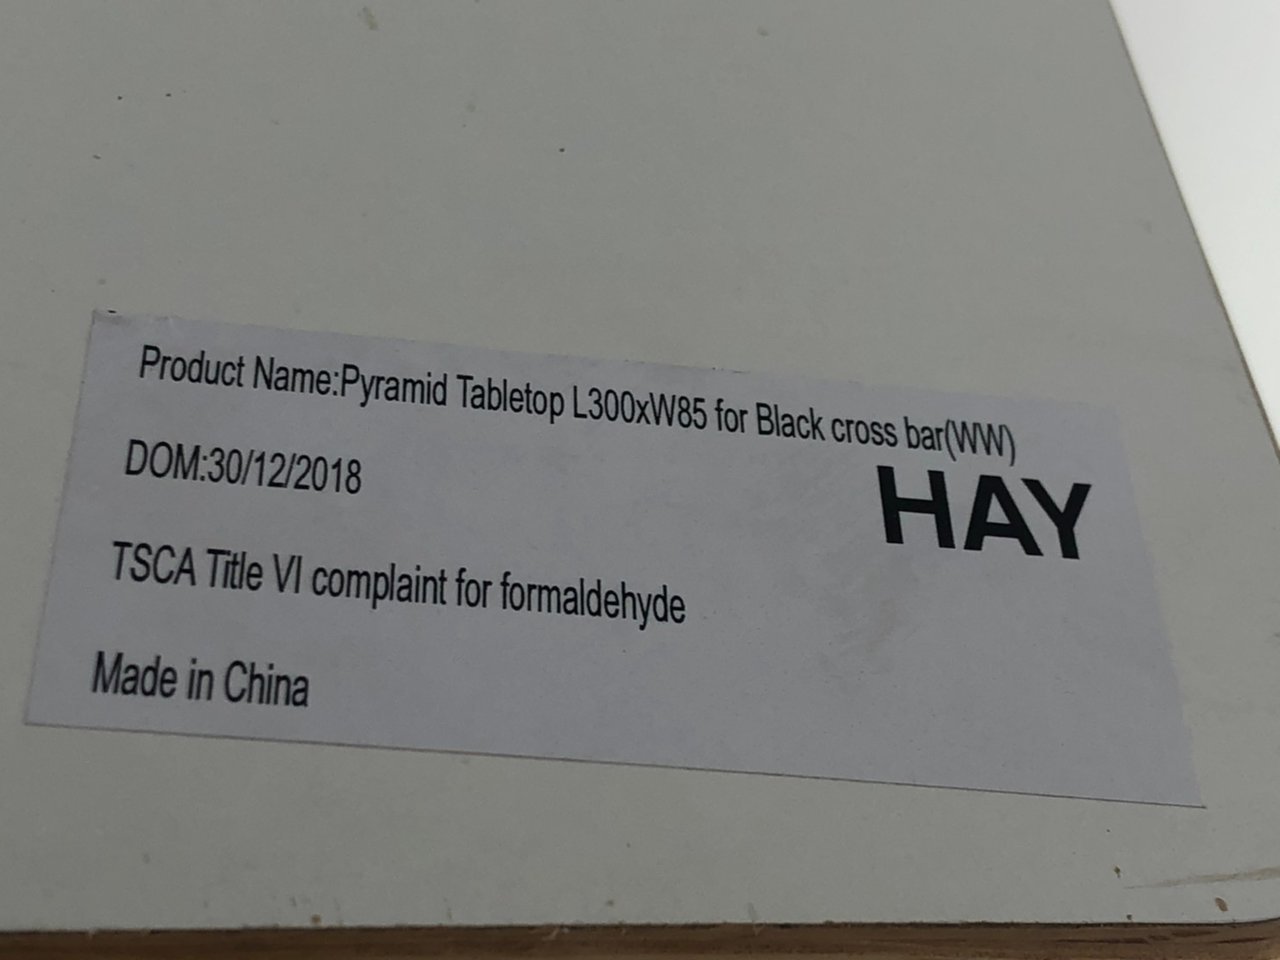 Product Name:Pyramid Tabletop L300xW85 for Black cross bar(WW)
DOM:30/12/2018
HAY
TSCA Title VI complaint for formaldehyde
Made in China